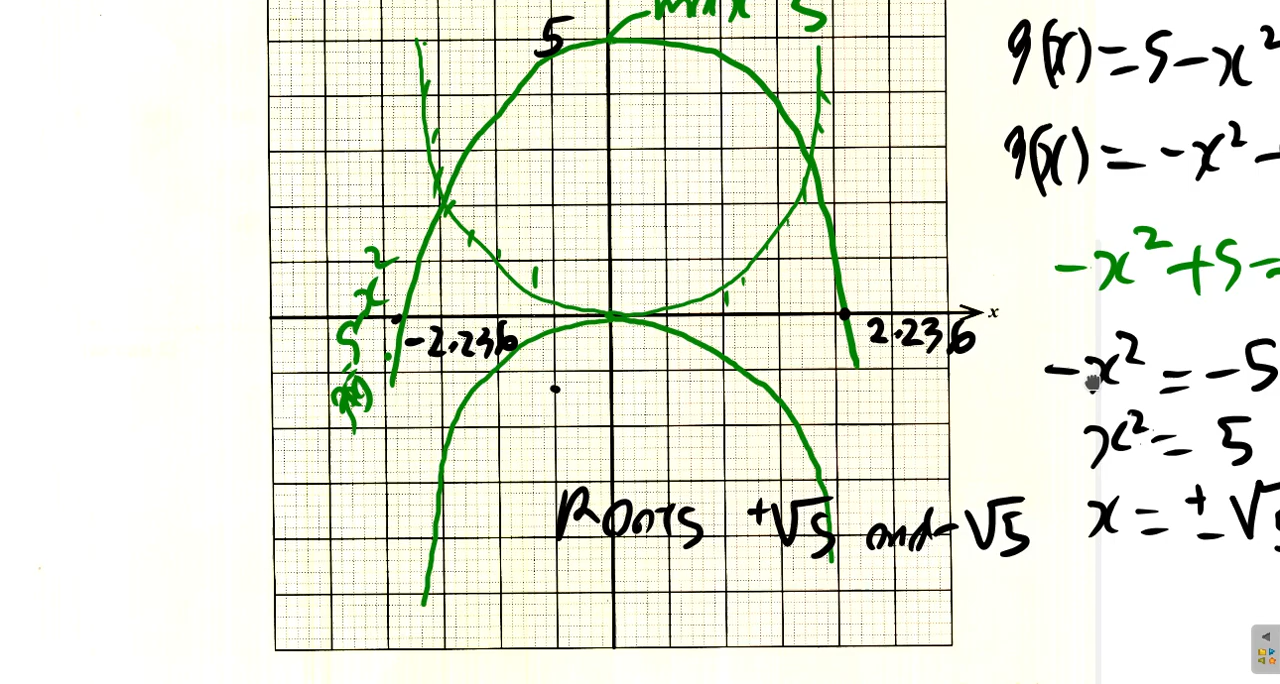 max 5
5
g(x) = 5 - x²
g(x) = -x² -
-x² + 5 =
x
-2.236
2.236
-x² = -5
x² = 5
x = ±√5
Roots +√5 and -√5